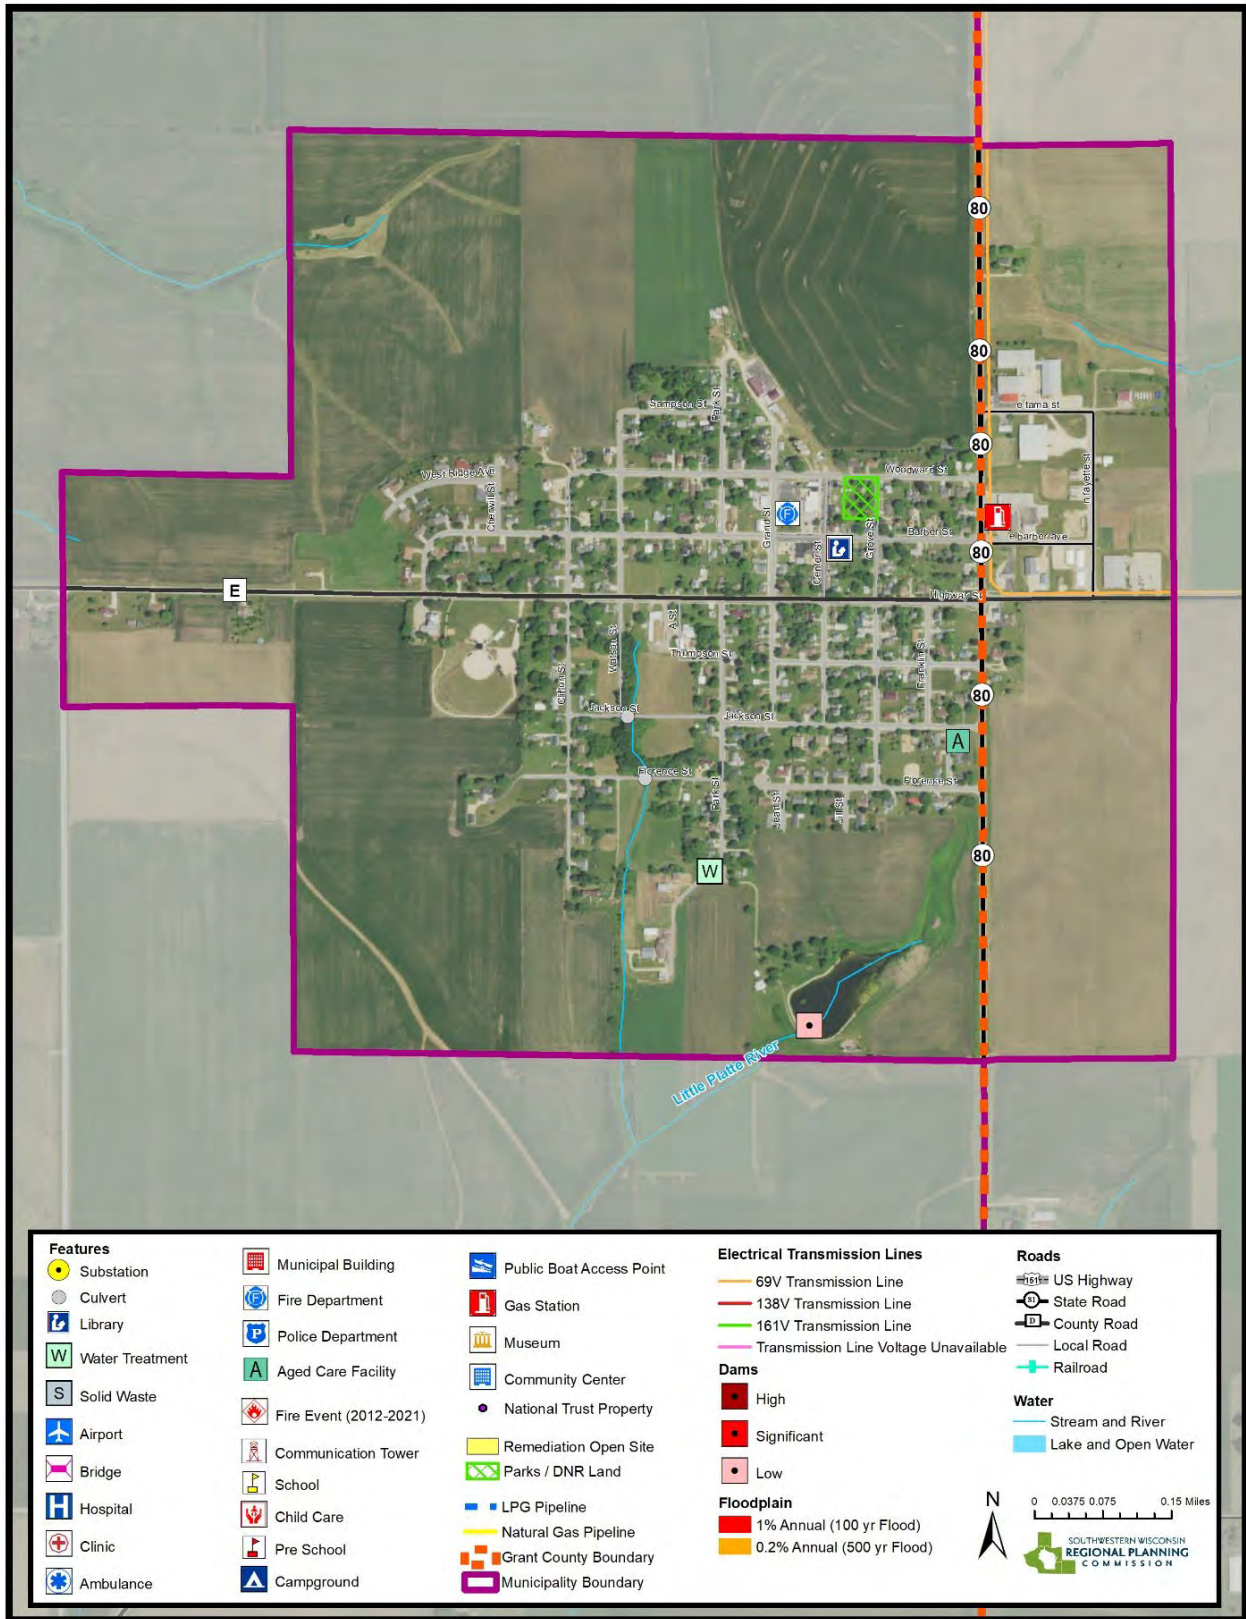 80
80
e tama st
Sampson St
Park St
80
Woodward St
West Ridge Ave
Cherwill St
n fayette st
F
Grand St
Barber St
Grove St
e barber ave
Center St
80
E
Highway St
A St
Watson St
Thompson St
Franklin St
Clifton St
80
Jackson St
Jackson St
A
Florence St
Florence St
Park St
Jean St
Jill St
80
W
Little Platte River
Features
Substation
Culvert
Library
W Water Treatment
S Solid Waste
Airport
Bridge
H Hospital
Clinic
Ambulance
Municipal Building
F Fire Department
P Police Department
A Aged Care Facility
Fire Event (2012-2021)
Communication Tower
School
Child Care
Pre School
Campground
Public Boat Access Point
Gas Station
Museum
Community Center
National Trust Property
Remediation Open Site
Parks / DNR Land
LPG Pipeline
Natural Gas Pipeline
Grant County Boundary
Municipality Boundary
Electrical Transmission Lines
69V Transmission Line
138V Transmission Line
161V Transmission Line
Transmission Line Voltage Unavailable
Dams
High
Significant
Low
Floodplain
1% Annual (100 yr Flood)
0.2% Annual (500 yr Flood)
Roads
151 US Highway
81 State Road
D County Road
Local Road
Railroad
Water
Stream and River
Lake and Open Water
N
0 0.0375 0.075 0.15 Miles
SOUTHWESTERN WISCONSIN
REGIONAL PLANNING
COMMISSION